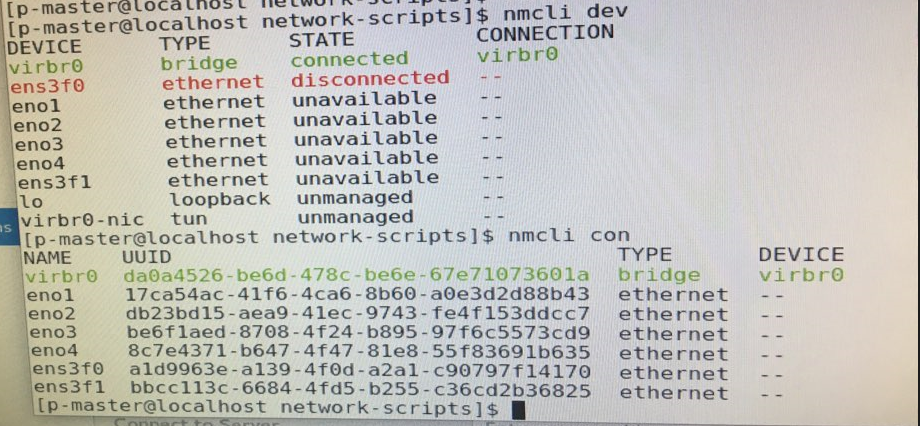 [p-master@localhost network-scripts]$
[p-master@localhost network-scripts]$ nmcli dev
DEVICE TYPE STATE CONNECTION
virbr0 bridge connected virbr0
ens3f0 ethernet disconnected --
eno1 ethernet unavailable --
eno2 ethernet unavailable --
eno3 ethernet unavailable --
eno4 ethernet unavailable --
ens3f1 ethernet unavailable --
lo loopback unmanaged --
virbr0-nic tun unmanaged --
[p-master@localhost network-scripts]$ nmcli con
NAME UUID TYPE DEVICE
virbr0 da0a4526-be6d-478c-be6e-67e71073601a bridge virbr0
eno1 17ca54ac-41f6-4ca6-8b60-a0e3d2d88b43 ethernet --
eno2 db23bd15-aea9-41ec-9743-fe4f153ddcc7 ethernet --
eno3 be6f1aed-8708-4f24-b895-97f6c5573cd9 ethernet --
eno4 8c7e4371-b647-4f47-81e8-55f83691b635 ethernet --
ens3f0 a1d9963e-a139-4f0d-a2a1-c90797f14170 ethernet --
ens3f1 bbcc113c-6684-4fd5-b255-c36cd2b36825 ethernet --
[p-master@localhost network-scripts]$
Connect to Server